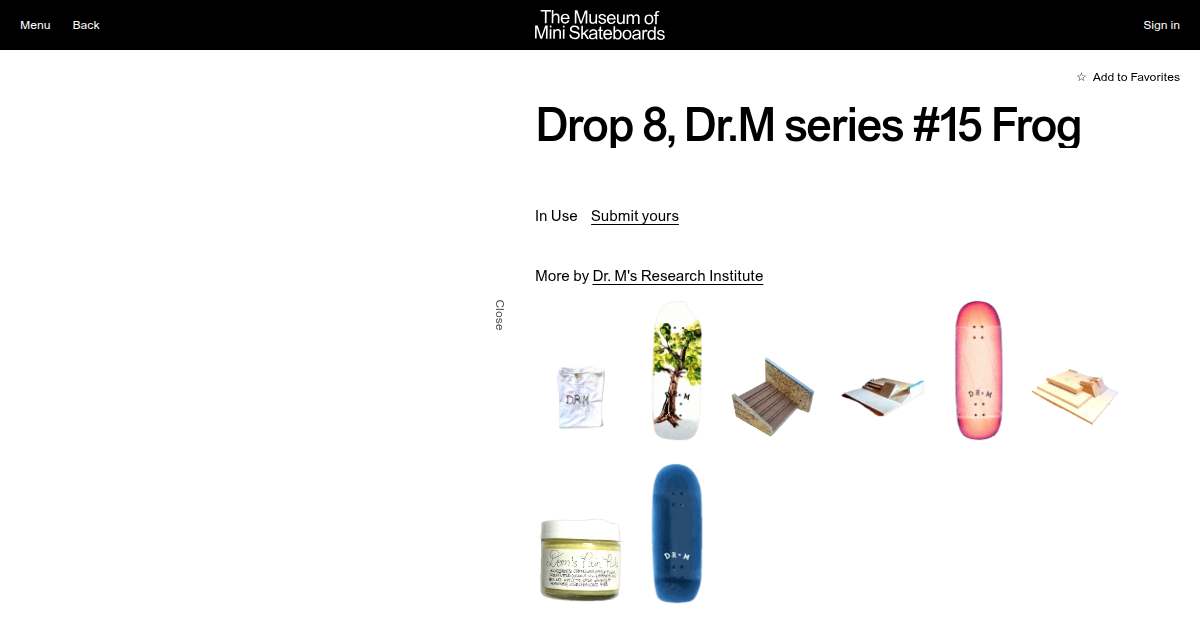 Menu
Back
The Museum of
Mini Skateboards
Sign in
☆ Add to Favorites
Drop 8, Dr.M series #15 Frog
In Use
Submit yours
More by Dr. M's Research Institute
Close
DR M
M
DR M
DR M